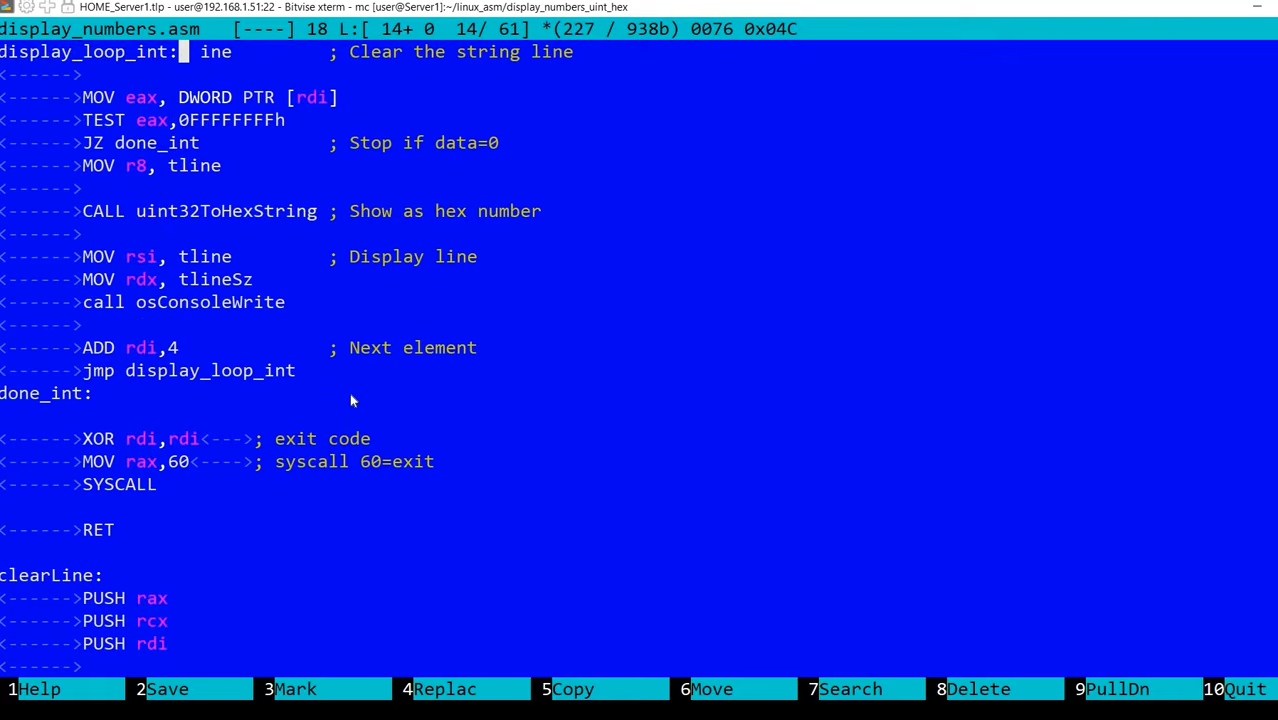 HOME_Server1.tlp - user@192.168.1.51:22 - Bitvise xterm - mc [user@Server1]:~/linux_asm/display_numbers_uint_hex
display_numbers.asm   [----] 18 L:[ 14+ 0  14/ 61] *(227 / 938b) 0076 0x04C
display_loop_int:  ine         ; Clear the string line
<------>
<------>MOV eax, DWORD PTR [rdi]
<------>TEST eax,0FFFFFFFFh
<------>JZ done_int            ; Stop if data=0
<------>MOV r8, tline
<------>
<------>CALL uint32ToHexString ; Show as hex number
<------>
<------>MOV rsi, tline         ; Display line
<------>MOV rdx, tlineSz
<------>call osConsoleWrite
<------>
<------>ADD rdi,4              ; Next element
<------>jmp display_loop_int
done_int:
<------>XOR rdi,rdi<--->; exit code
<------>MOV rax,60<---->; syscall 60=exit
<------>SYSCALL
<------>RET
clearLine:
<------>PUSH rax
<------>PUSH rcx
<------>PUSH rdi
<------>
1Help 2Save 3Mark 4Replac 5Copy 6Move 7Search 8Delete 9PullDn 10Quit